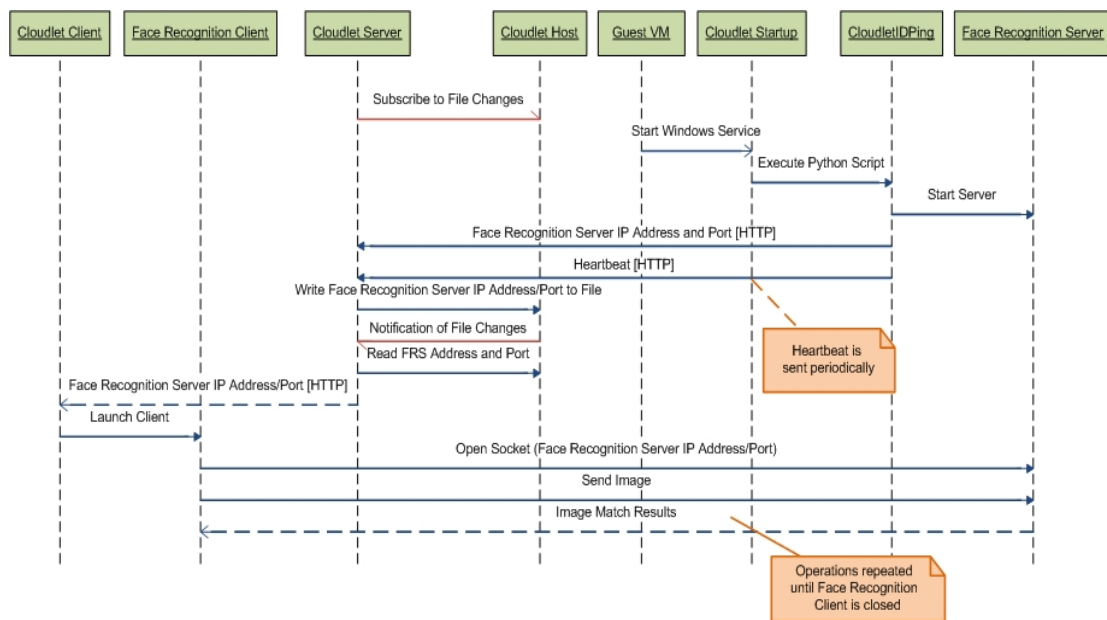 Cloudlet Client
Face Recognition Client
Cloudlet Server
Cloudlet Host
Guest VM
Cloudlet Startup
CloudletIDPing
Face Recognition Server
Subscribe to File Changes
Start Windows Service
Execute Python Script
Start Server
Face Recognition Server IP Address and Port [HTTP]
Heartbeat [HTTP]
Write Face Recognition Server IP Address/Port to File
Notification of File Changes
Heartbeat is
sent periodically
Read FRS Address and Port
Face Recognition Server IP Address/Port [HTTP]
Launch Client
Open Socket (Face Recognition Server IP Address/Port)
Send Image
Image Match Results
Operations repeated
until Face Recognition
Client is closed